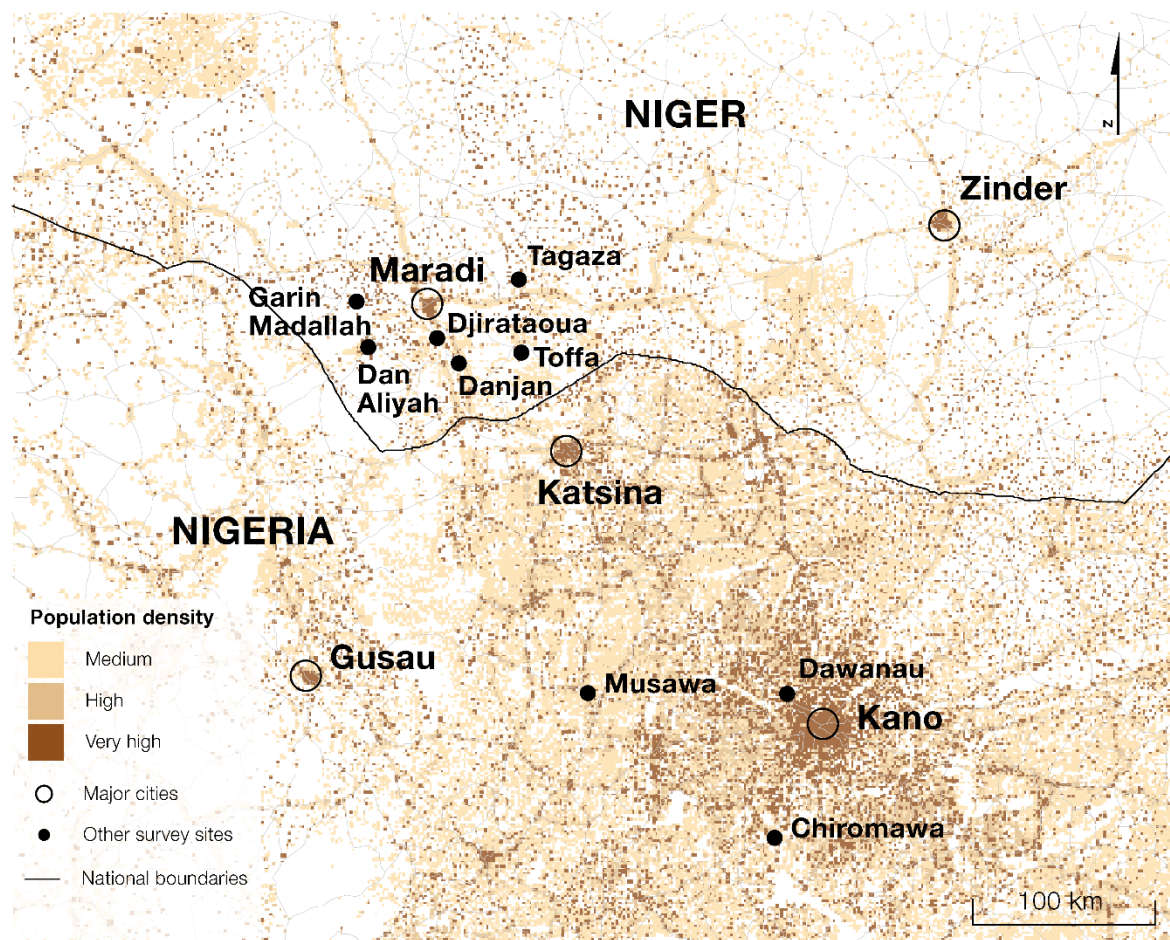 NIGER
N
Zinder
Tagaza
Maradi
Garin
Madallah
Djirataoua
Toffa
Dan
Aliyah
Danjan
Katsina
NIGERIA
Population density
Medium
High
Very high
Major cities
Other survey sites
National boundaries
Gusau
Musawa
Dawanau
Kano
Chiromawa
100 km